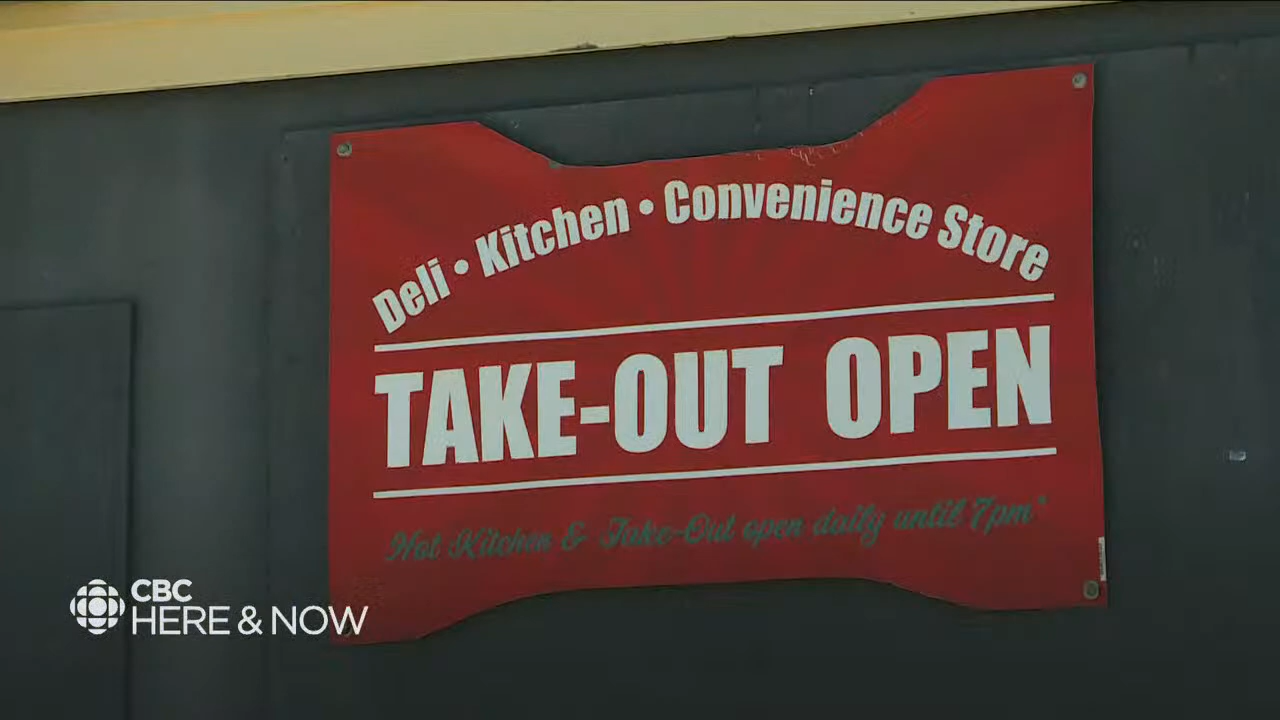 Deli • Kitchen • Convenience Store
TAKE-OUT OPEN
Hot Kitchen & Take-Out open daily until 7pm*
CBC
HERE & NOW